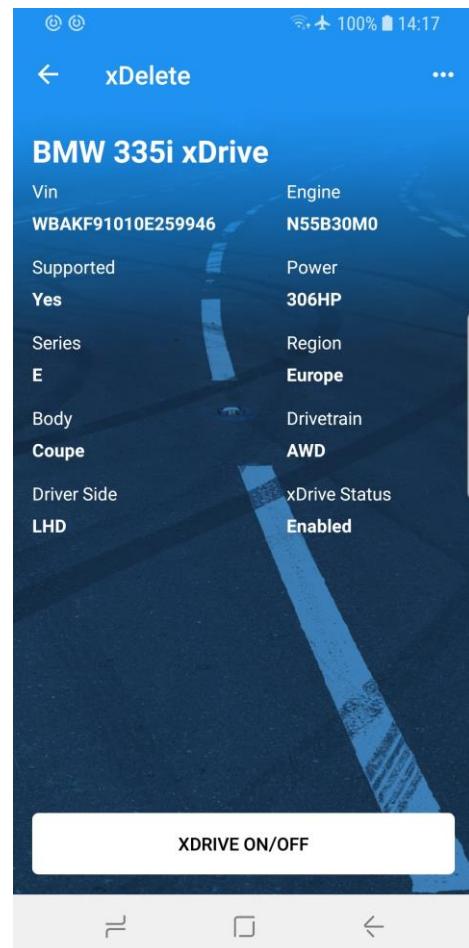 100% 14:17
xDelete
BMW 335i xDrive
Vin
WBAKF91010E259946
Engine
N55B30M0
Supported
Yes
Power
306HP
Series
E
Region
Europe
Body
Coupe
Drivetrain
AWD
Driver Side
LHD
xDrive Status
Enabled
XDRIVE ON/OFF